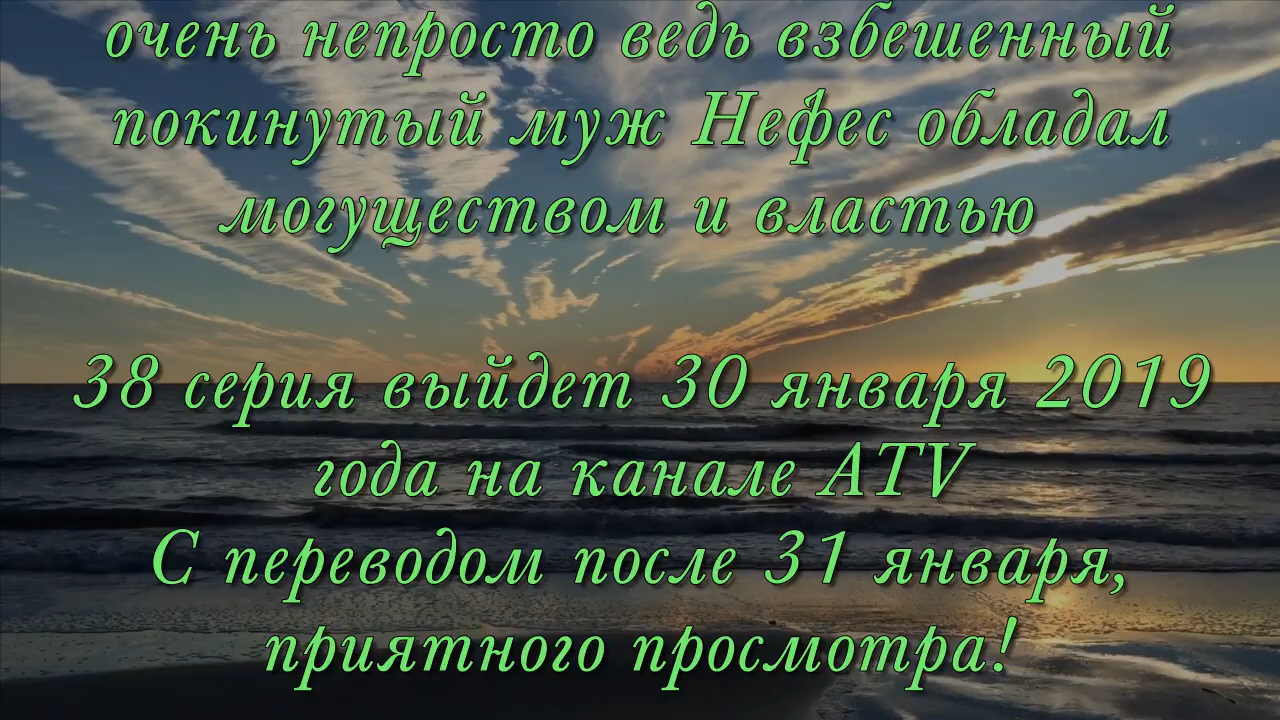 очень непросто ведь взбешенный
покинутый муж Нефес обладал
могуществом и властью
38 серия выйдет 30 января 2019
года на канале ATV
С переводом после 31 января,
приятного просмотра!